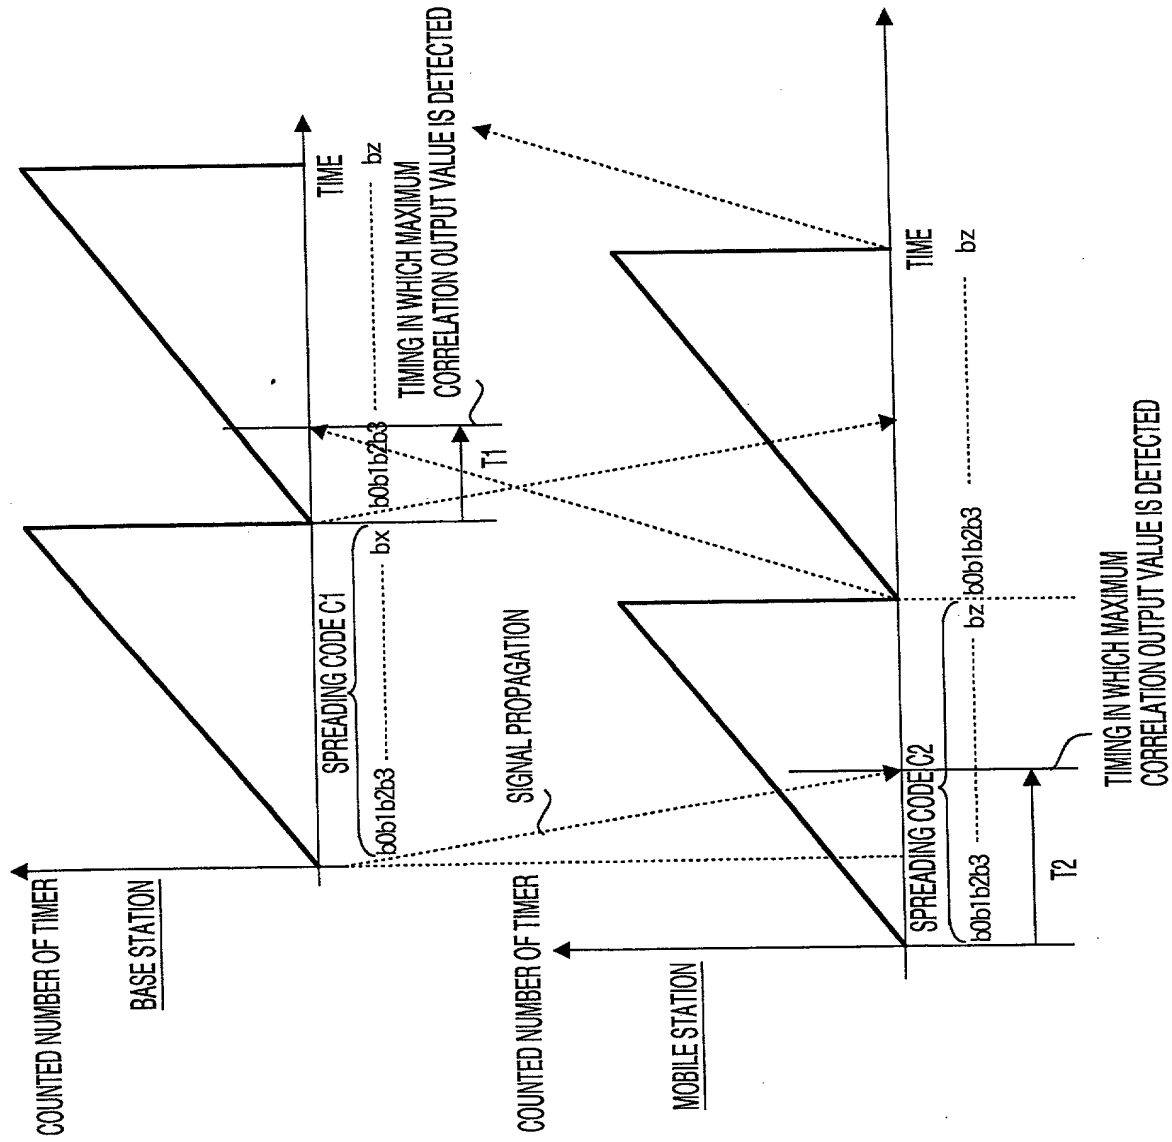 COUNTED NUMBER OF TIMER
BASE STATION
SPREADING CODE C1
b0b1b2b3 bx
b0b1b2b3 bz
TIME
T1
TIMING IN WHICH MAXIMUM
CORRELATION OUTPUT VALUE IS DETECTED
SIGNAL PROPAGATION
COUNTED NUMBER OF TIMER
MOBILE STATION
SPREADING CODE C2
b0b1b2b3 bz
b0b1b2b3 bz
TIME
T2
TIMING IN WHICH MAXIMUM
CORRELATION OUTPUT VALUE IS DETECTED